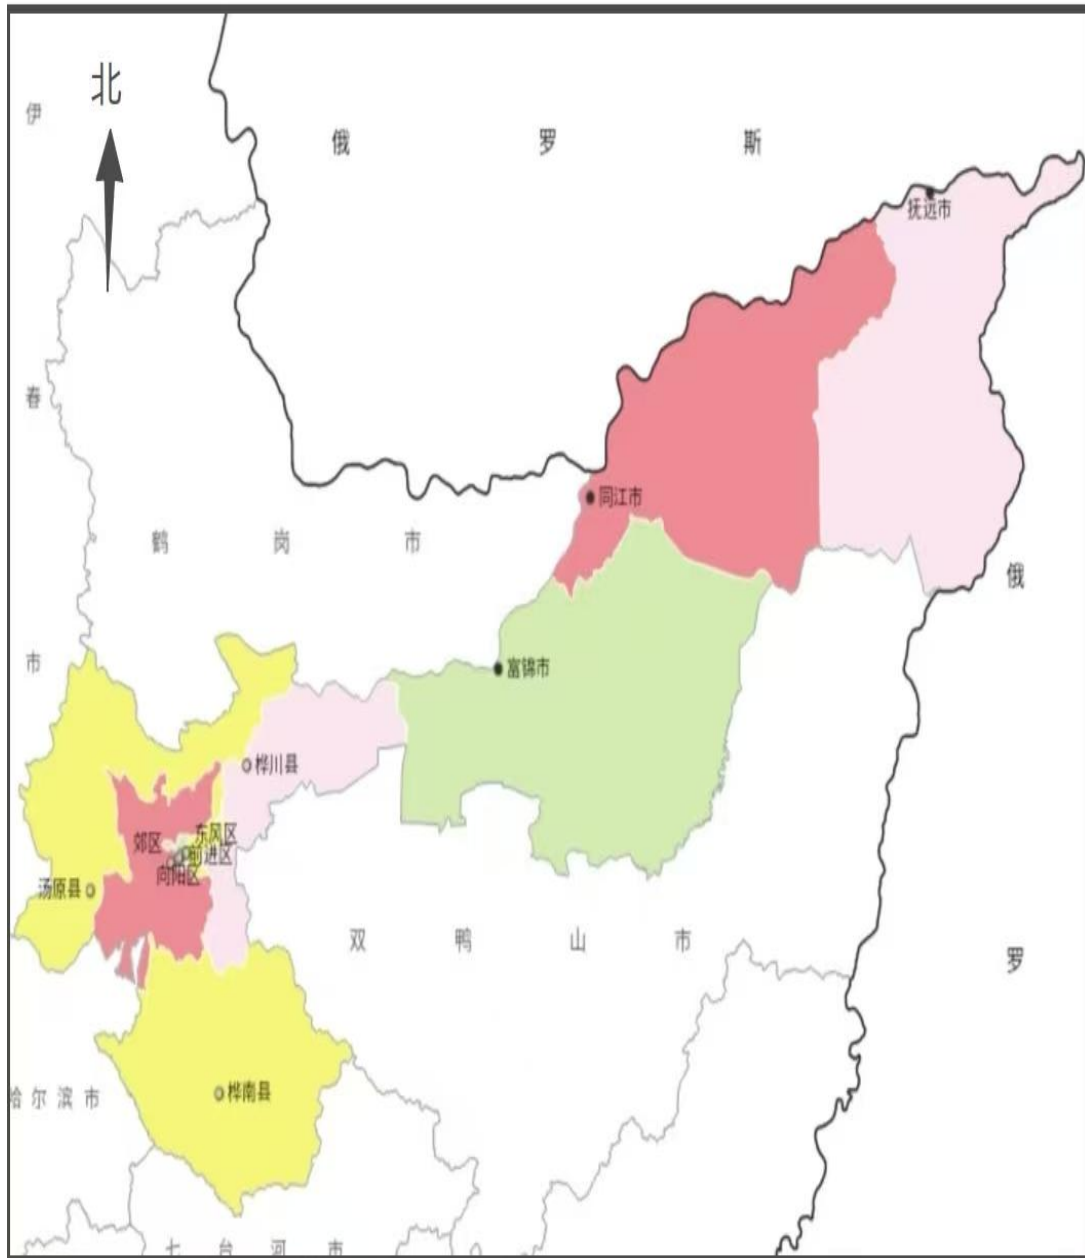 北
伊
俄 罗 斯
抚远市
春
同江市
鹤 岗 市
俄
市
富锦市
桦川县
东风区
郊区
前进区
向阳区
汤原县
双 鸭 山 市
罗
桦南县
哈尔滨市
七台河市